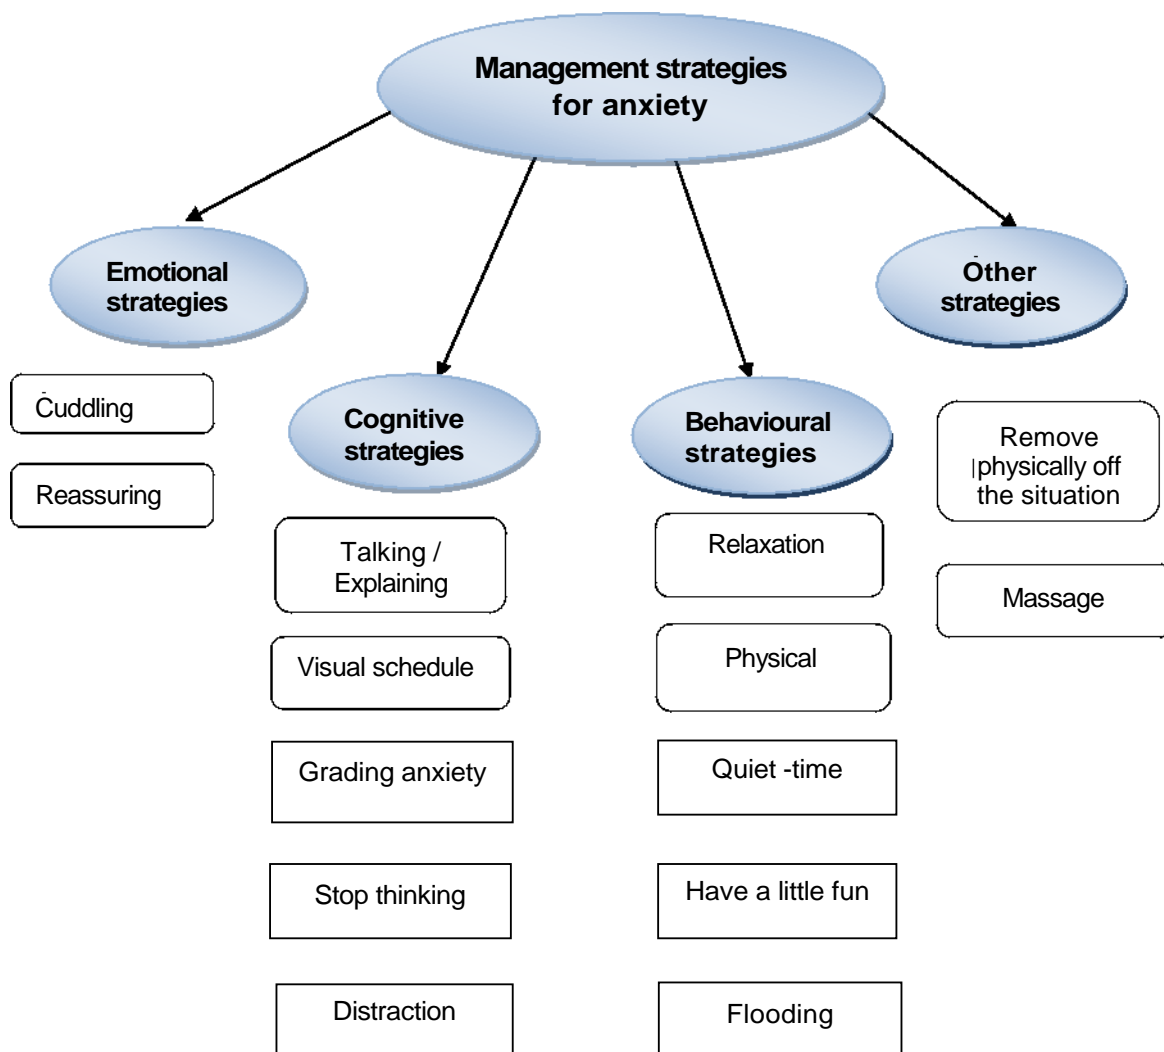 Management strategies
for anxiety
Emotional
strategies
Cuddling
Reassuring
Cognitive
strategies
Talking /
Explaining
Visual schedule
Grading anxiety
Stop thinking
Distraction
Behavioural
strategies
Relaxation
Physical
Quiet -time
Have a little fun
Flooding
Other
strategies
Remove
physically off
the situation
Massage